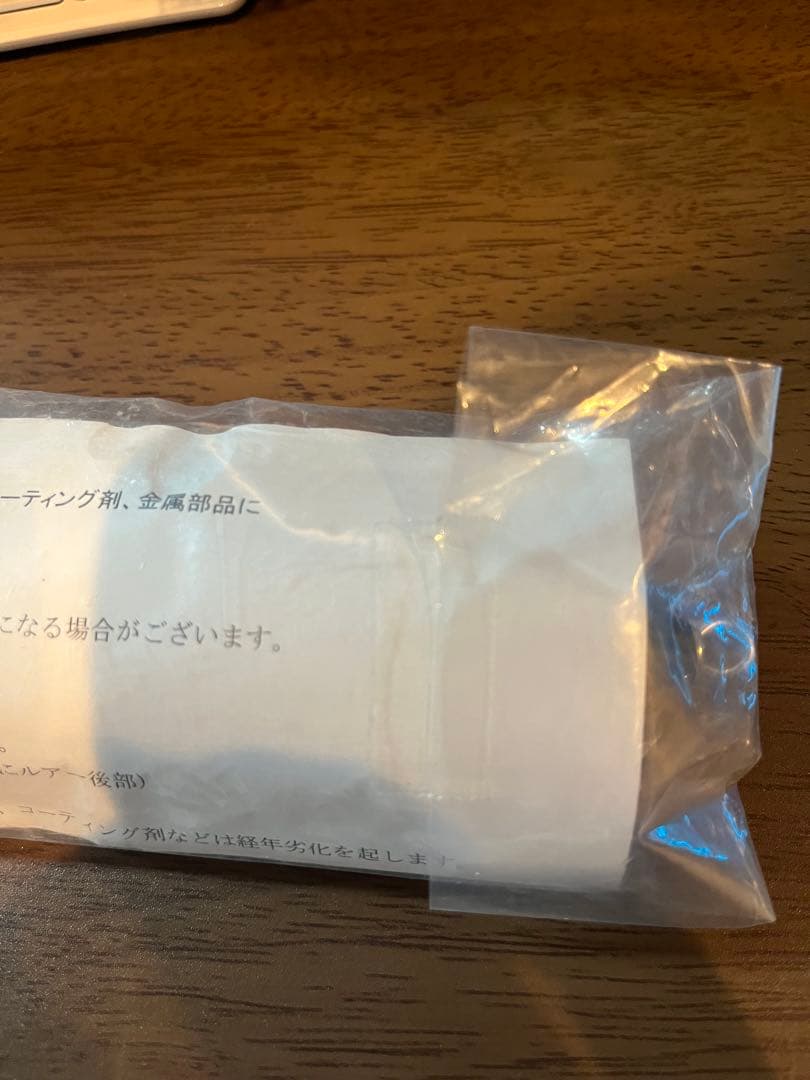 ーティング剤、金属部品に
になる場合がございます。
。
にルアー後部)
、コーティング剤などは経年劣化を起します。